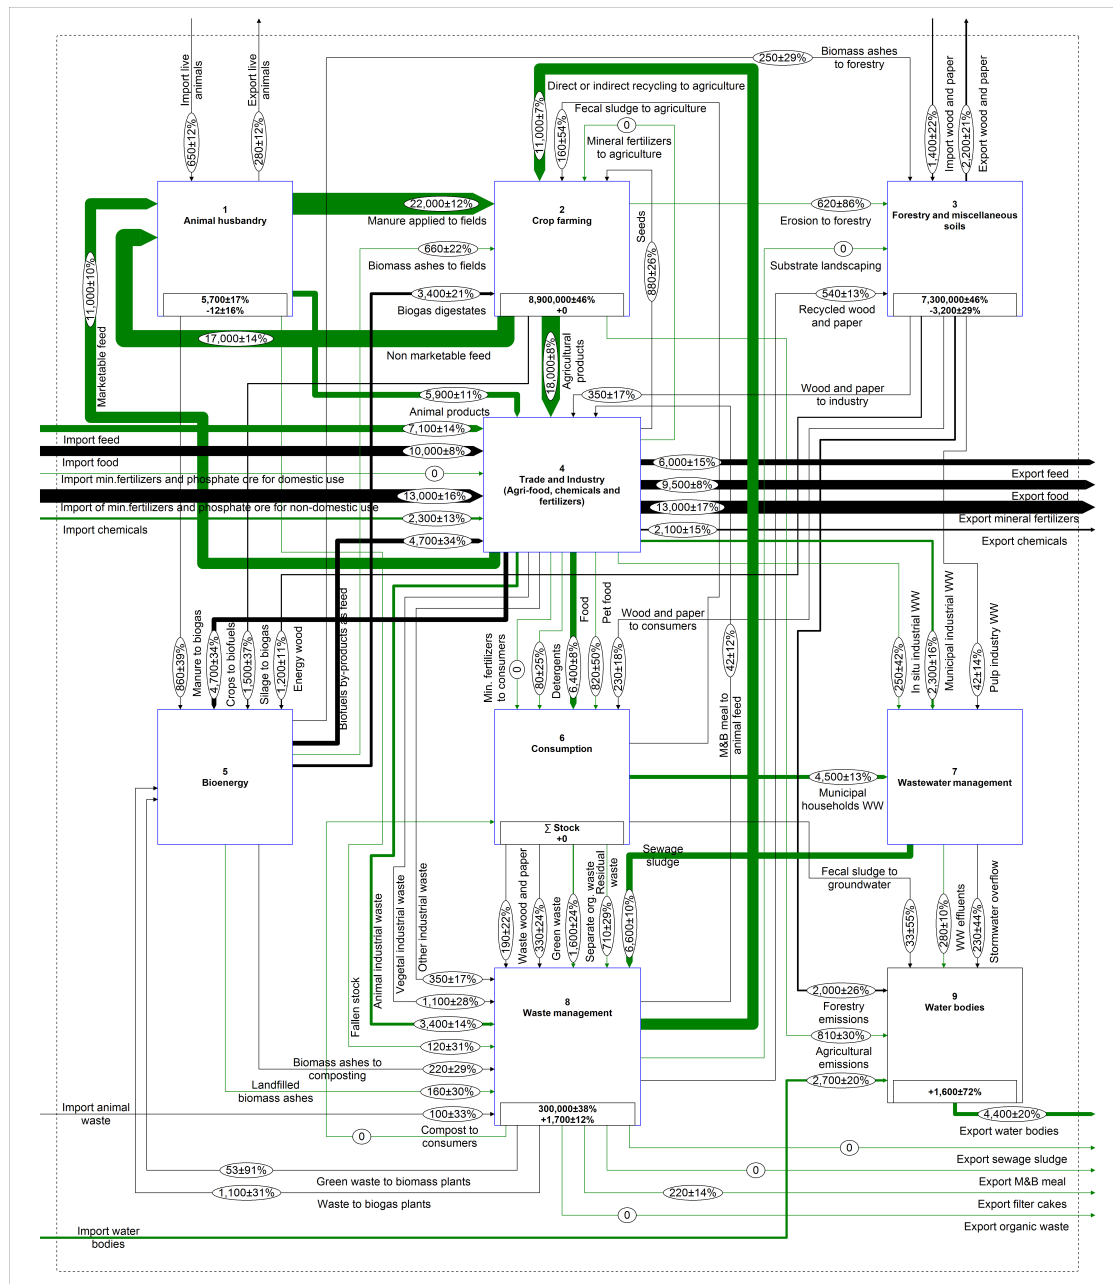 Import live
animals
650±12%
Export live
animals
280±12%
250±29%
Biomass ashes
to forestry
Direct or indirect recycling to agriculture
11,000±7%
Fecal sludge to agriculture
160±54%
0
Mineral fertilizers
to agriculture
Import wood and paper
1,400±22%
Export wood and paper
2,200±21%
1
Animal husbandry
5,700±17%
-12±16%
22,000±12%
Manure applied to fields
660±22%
Biomass ashes to fields
3,400±21%
Biogas digestates
2
Crop farming
8,900,000±46%
+0
Seeds
880±26%
620±86%
Erosion to forestry
0
Substrate landscaping
540±13%
Recycled wood
and paper
3
Forestry and miscellaneous
soils
7,300,000±46%
-3,200±29%
11,000±10%
Marketable feed
17,000±14%
Non marketable feed
18,000±8%
Agricultural
products
5,900±11%
Animal products
350±17%
Wood and paper
to industry
7,100±14%
Import feed
10,000±8%
Import food
0
Import min.fertilizers and phosphate ore for domestic use
13,000±16%
Import of min.fertilizers and phosphate ore for non-domestic use
2,300±13%
Import chemicals
4,700±34%
4
Trade and Industry
(Agri-food, chemicals and
fertilizers)
6,000±15%
Export feed
9,500±8%
Export food
13,000±17%
Export mineral fertilizers
2,100±15%
Export chemicals
860±39%
Manure to biogas
4,700±34%
Crops to biofuels
1,500±37%
Silage to biogas
1,200±11%
Energy wood
Biofuels by-products as feed
Min. fertilizers
to consumers
0
80±25%
Detergents
6,400±8%
Food
820±50%
Pet food
230±18%
Wood and paper
to consumers
M&B meal to
animal feed
42±12%
250±42%
In situ industrial WW
2,300±16%
Municipal industrial WW
42±14%
Pulp industry WW
5
Bioenergy
6
Consumption
∑ Stock
+0
4,500±13%
Municipal
households WW
7
Wastewater management
Sewage
sludge
6,600±10%
Fecal sludge to
groundwater
33±55%
280±10%
WW effluents
230±44%
Stormwater overflow
190±22%
Waste wood and paper
330±24%
Green waste
1,600±24%
Separate org. waste
710±29%
Residual
waste
Fallen stock
Animal industrial waste
Vegetal industrial waste
Other industrial waste
350±17%
1,100±28%
3,400±14%
120±31%
220±29%
Biomass ashes to
composting
160±30%
Landfilled
biomass ashes
100±33%
Import animal
waste
8
Waste management
300,000±38%
+1,700±12%
2,000±26%
Forestry
emissions
810±30%
Agricultural
emissions
2,700±20%
9
Water bodies
+1,600±72%
4,400±20%
Export water bodies
0
Compost to
consumers
53±91%
Green waste to biomass plants
1,100±31%
Waste to biogas plants
0
Export sewage sludge
0
Export M&B meal
220±14%
Export filter cakes
0
Export organic waste
Import water
bodies